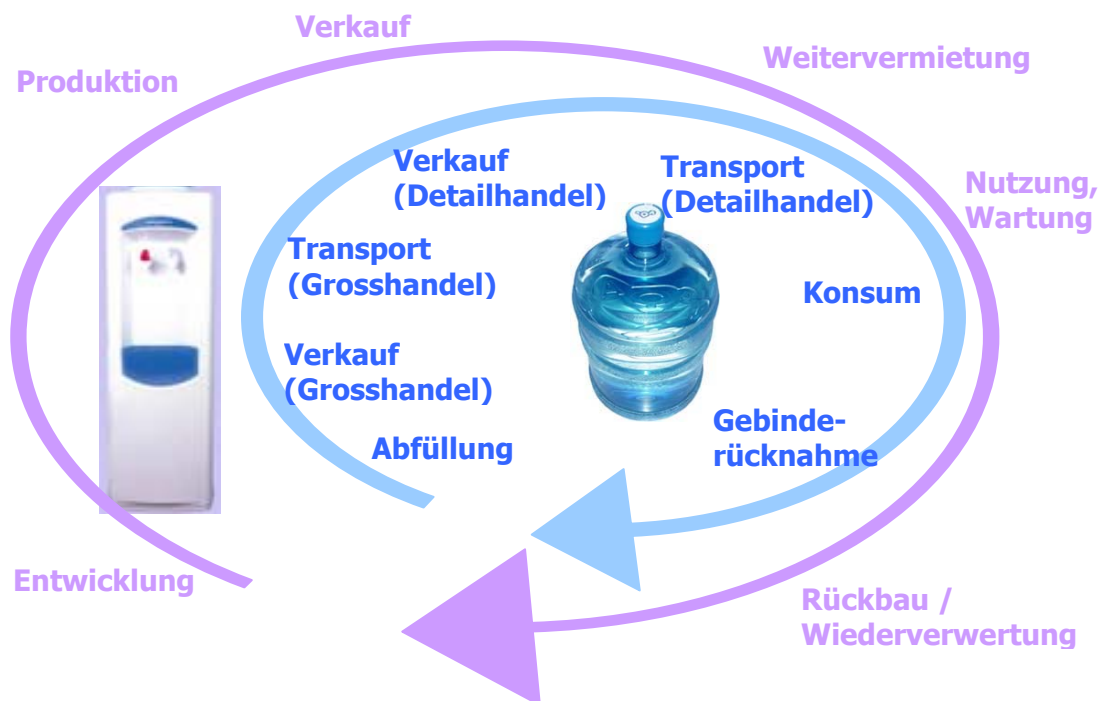 Verkauf
Weitervermietung
Produktion
Nutzung,
Wartung
Entwicklung
Rückbau /
Wiederverwertung
Verkauf
(Detailhandel)
Transport
(Detailhandel)
Transport
(Grosshandel)
Konsum
Verkauf
(Grosshandel)
Abfüllung
Gebinde-
rücknahme